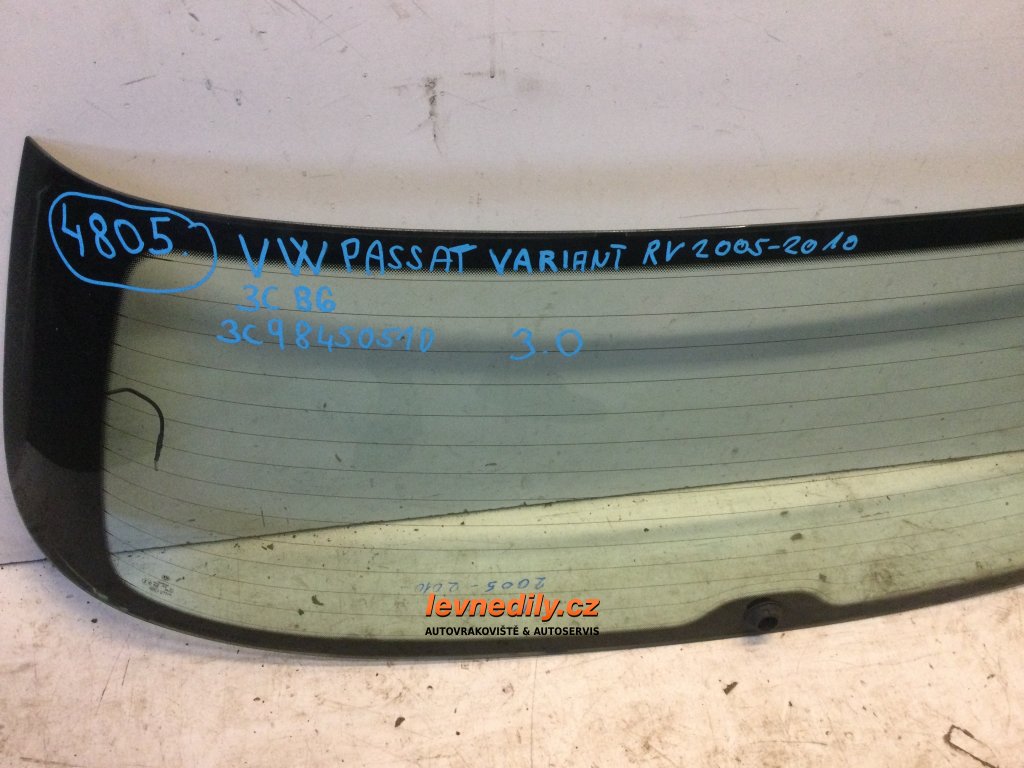 4805.
VW PASSAT VARIANT RV 2005-2010
3C B6
3C9845051D
3.0
2005-2010
levnedily.cz
AUTOVRAKOVIŠTĚ & AUTOSERVIS